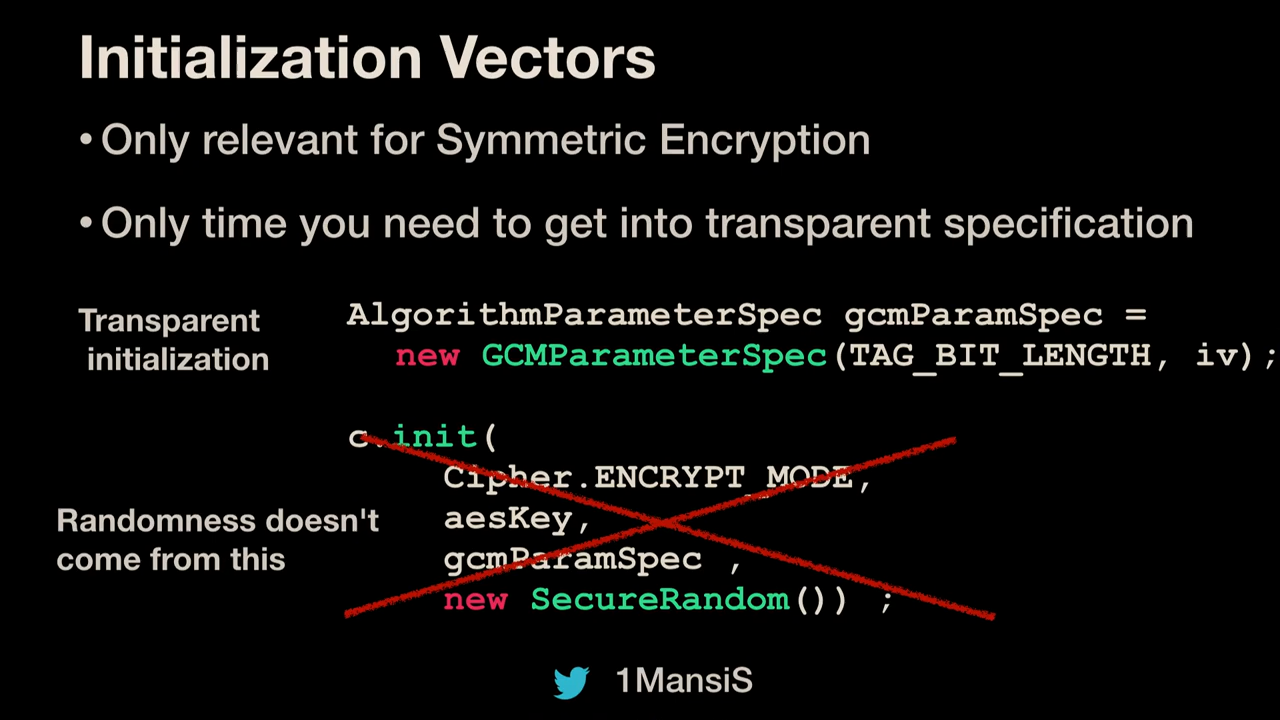 Initialization Vectors
• Only relevant for Symmetric Encryption
• Only time you need to get into transparent specification
Transparent
initialization
AlgorithmParameterSpec gcmParamSpec =
new GCMParameterSpec(TAG_BIT_LENGTH, iv);
c.init(
Cipher.ENCRYPT_MODE,
aesKey,
gcmParamSpec ,
new SecureRandom()) ;
Randomness doesn't
come from this
1MansiS